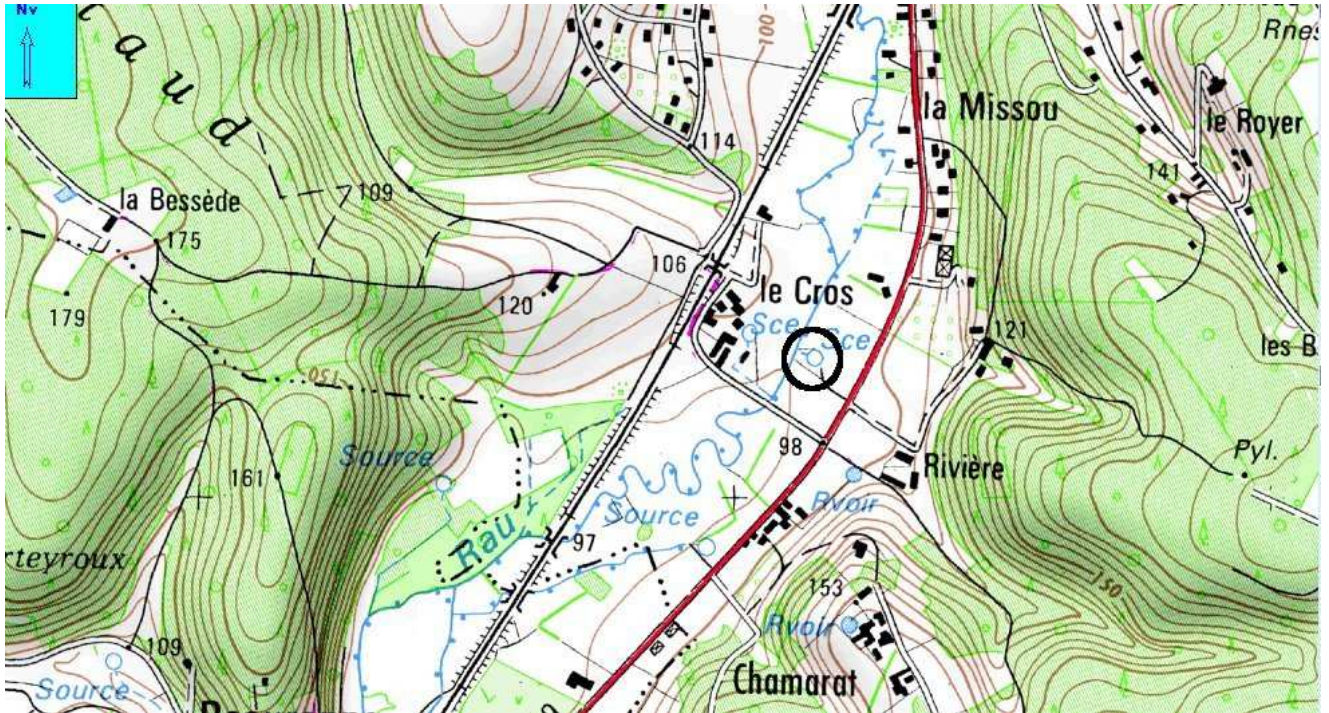 Nv
aud
100
Rnes
la Missou
le Royer
114
141
109
la Bessède
175
106
le Cros
179
120
Sce
Sce
121
les B
150
Source
161
98
Rivière
Pyl.
Rvoir
Source
Rau
97
rteyroux
150
153
Rvoir
109
Chamarat
Source